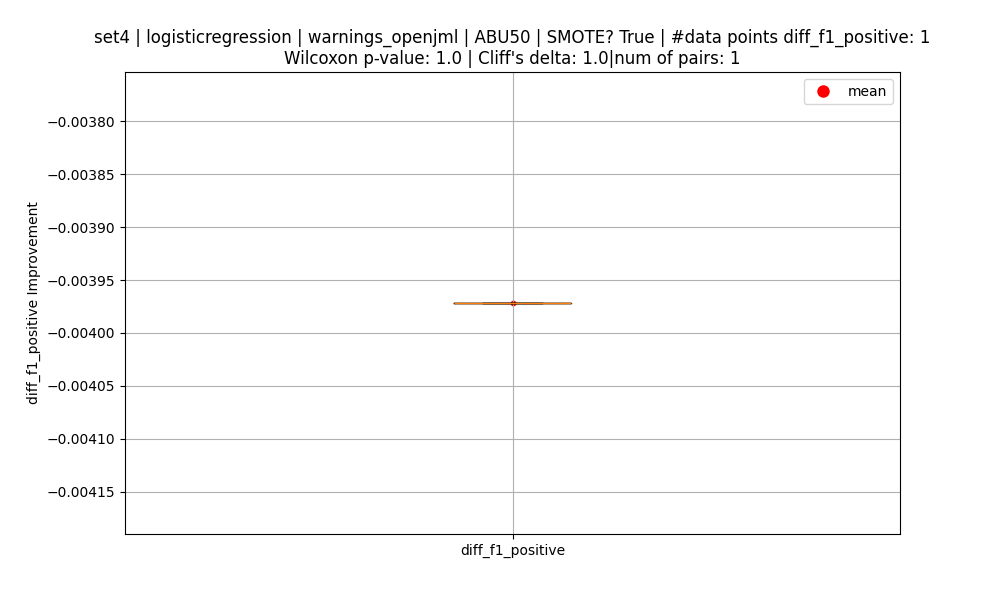 set4 | logisticregression | warnings_openjml | ABU50 | SMOTE? True | #data points diff_f1_positive: 1
Wilcoxon p-value: 1.0 | Cliff's delta: 1.0|num of pairs: 1
mean
−0.00380
−0.00385
−0.00390
−0.00395
−0.00400
−0.00405
−0.00410
−0.00415
diff_f1_positive Improvement
diff_f1_positive